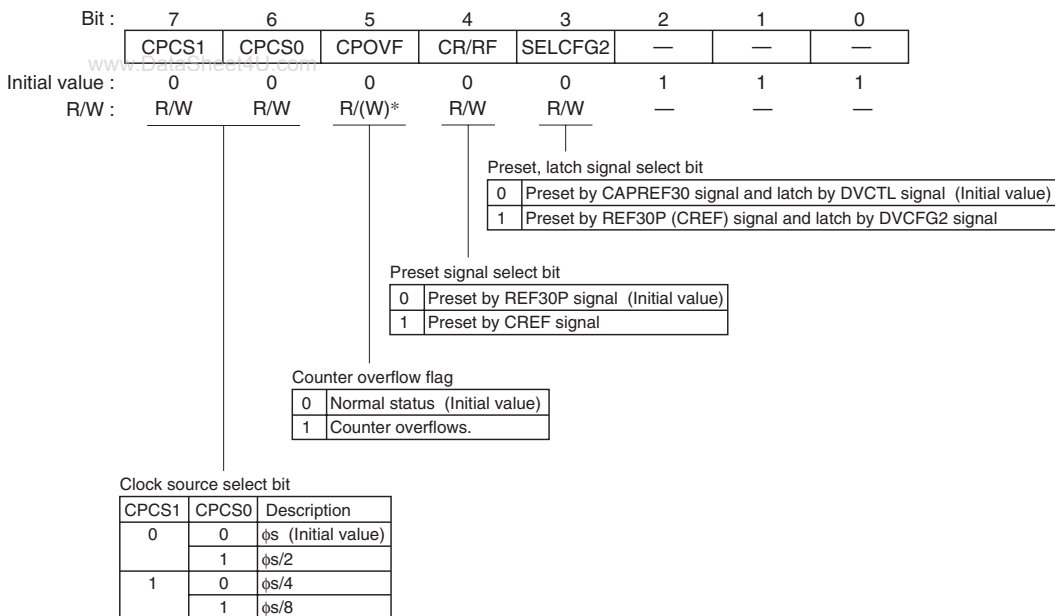 Bit : 7 6 5 4 3 2 1 0
CPCS1 CPCS0 CPOVF CR/RF SELCFG2 — — —
www.DataSheet4U.com
Initial value : 0 0 0 0 0 1 1 1
R/W : R/W R/W R/(W)* R/W R/W — — —
Preset, latch signal select bit
0 Preset by CAPREF30 signal and latch by DVCTL signal (Initial value)
1 Preset by REF30P (CREF) signal and latch by DVCFG2 signal
Preset signal select bit
0 Preset by REF30P signal (Initial value)
1 Preset by CREF signal
Counter overflow flag
0 Normal status (Initial value)
1 Counter overflows.
Clock source select bit
CPCS1 CPCS0 Description
0 0 ϕs (Initial value)
1 ϕs/2
1 0 ϕs/4
1 ϕs/8